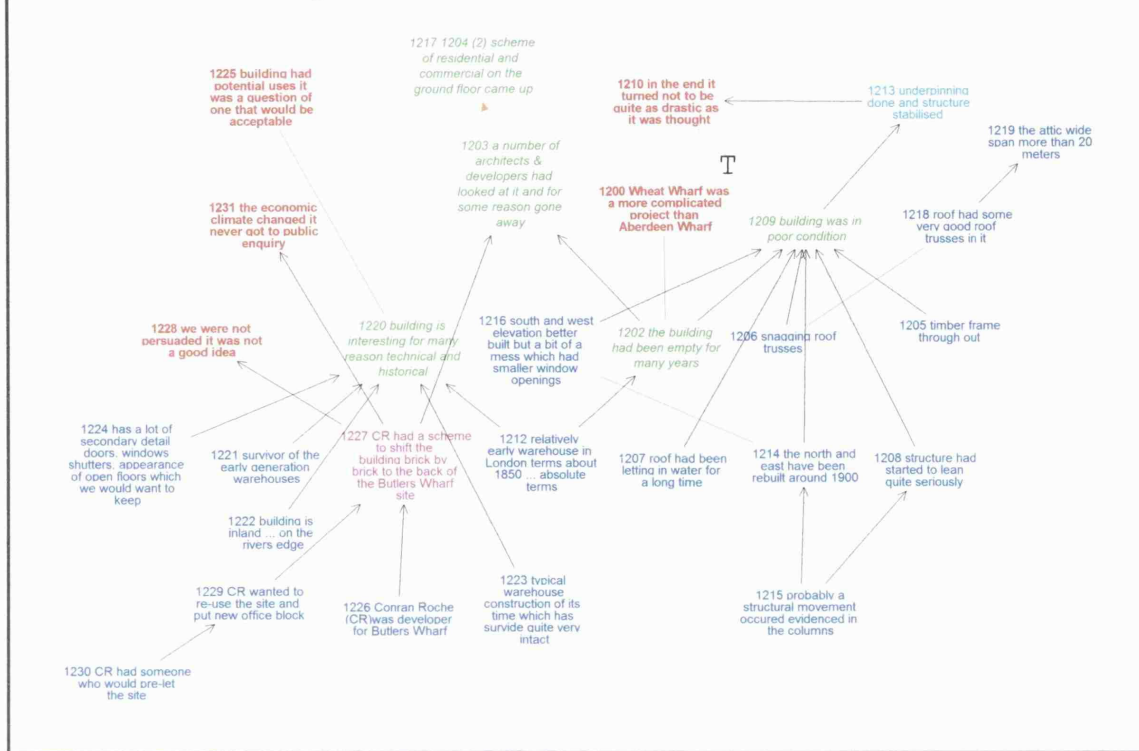 1217 1204 (2) scheme
of residential and
commercial on the
ground floor came up
1225 building had
potential uses it
was a question of
one that would be
acceptable
1210 in the end it
turned not to be
quite as drastic as
it was thought
1213 underpinning
done and structure
stabilised
1219 the attic wide
span more than 20
meters
1203 a number of
architects &
developers had
looked at it and for
some reason gone
away
T
1200 Wheat Wharf was
a more complicated
project than
Aberdeen Wharf
1231 the economic
climate changed it
never got to public
enquiry
1209 building was in
poor condition
1218 roof had some
very good roof
trusses in it
1228 we were not
persuaded it was not
a good idea
1220 building is
interesting for many
reason technical and
historical
1216 south and west
elevation better
built but a bit of a
mess which had
smaller window
openings
1202 the building
had been empty for
many years
1206 snagging roof
trusses
1205 timber frame
through out
1224 has a lot of
secondary detail
doors, windows
shutters, appearance
of open floors which
we would want to
keep
1221 survivor of the
early generation
warehouses
1227 CR had a scheme
to shift the
building brick by
brick to the back of
the Butlers Wharf
site
1212 relatively
early warehouse in
London terms about
1850 ... absolute
terms
1207 roof had been
letting in water for
a long time
1214 the north and
east have been
rebuilt around 1900
1208 structure had
started to lean
quite seriously
1222 building is
inland ... on the
rivers edge
1229 CR wanted to
re-use the site and
put new office block
1226 Conran Roche
(CR)was developer
for Butlers Wharf
1223 typical
warehouse
construction of its
time which has
survide quite very
intact
1215 probably a
structural movement
occured evidenced in
the columns
1230 CR had someone
who would pre-let
the site